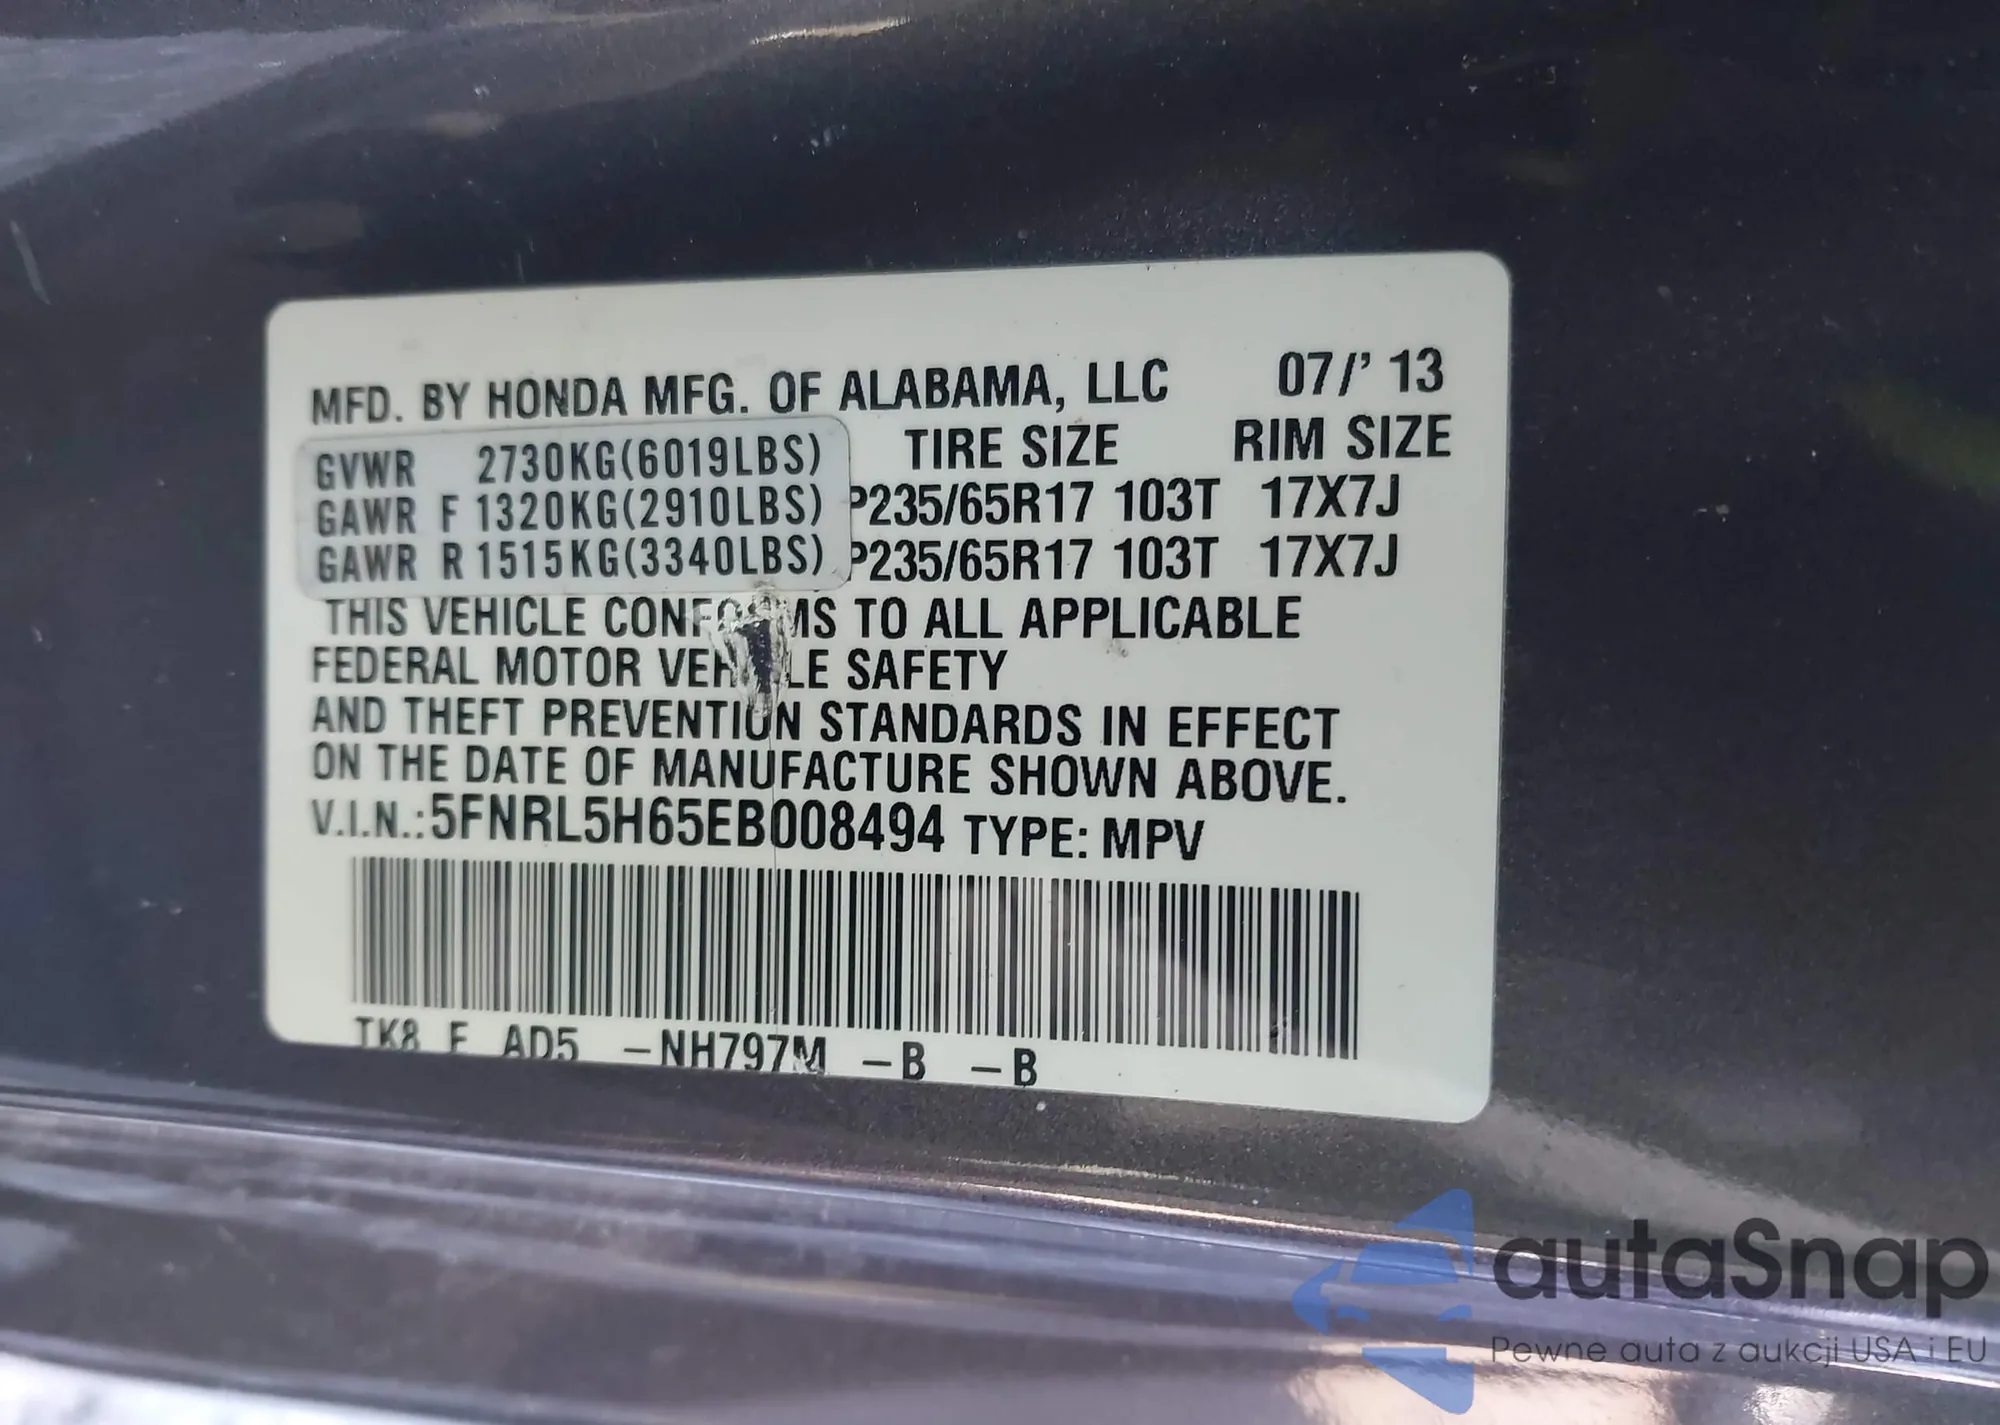 MFD. BY HONDA MFG. OF ALABAMA, LLC 07/' 13
TIRE SIZE RIM SIZE
GVWR 2730KG(6019LBS)
GAWR F 1320KG(2910LBS) P235/65R17 103T 17X7J
GAWR R 1515KG(3340LBS) P235/65R17 103T 17X7J
THIS VEHICLE CONFORMS TO ALL APPLICABLE
FEDERAL MOTOR VEHICLE SAFETY
AND THEFT PREVENTION STANDARDS IN EFFECT
ON THE DATE OF MANUFACTURE SHOWN ABOVE.
V.I.N.:5FNRL5H65EB008494 TYPE: MPV
TK8 E AD5 -NH797M -B -B
autaSnap
Pewne auta z aukcji USA i EU